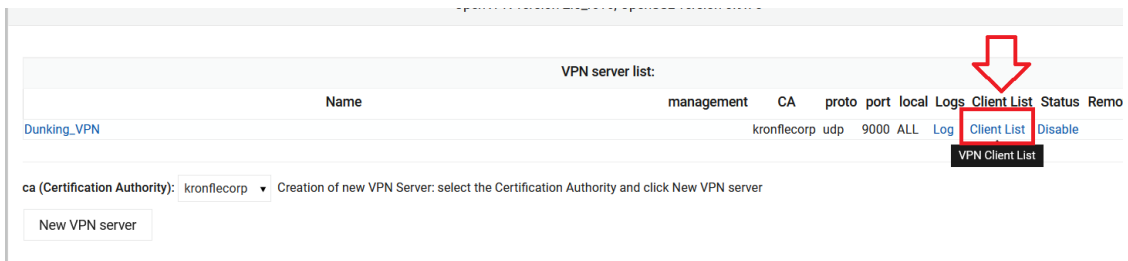 VPN server list:
Name management CA proto port local Logs Client List Status Remo
Dunking_VPN kronflecorp udp 9000 ALL Log Client List Disable
VPN Client List
ca (Certification Authority): kronflecorp Creation of new VPN Server: select the Certification Authority and click New VPN server
New VPN server